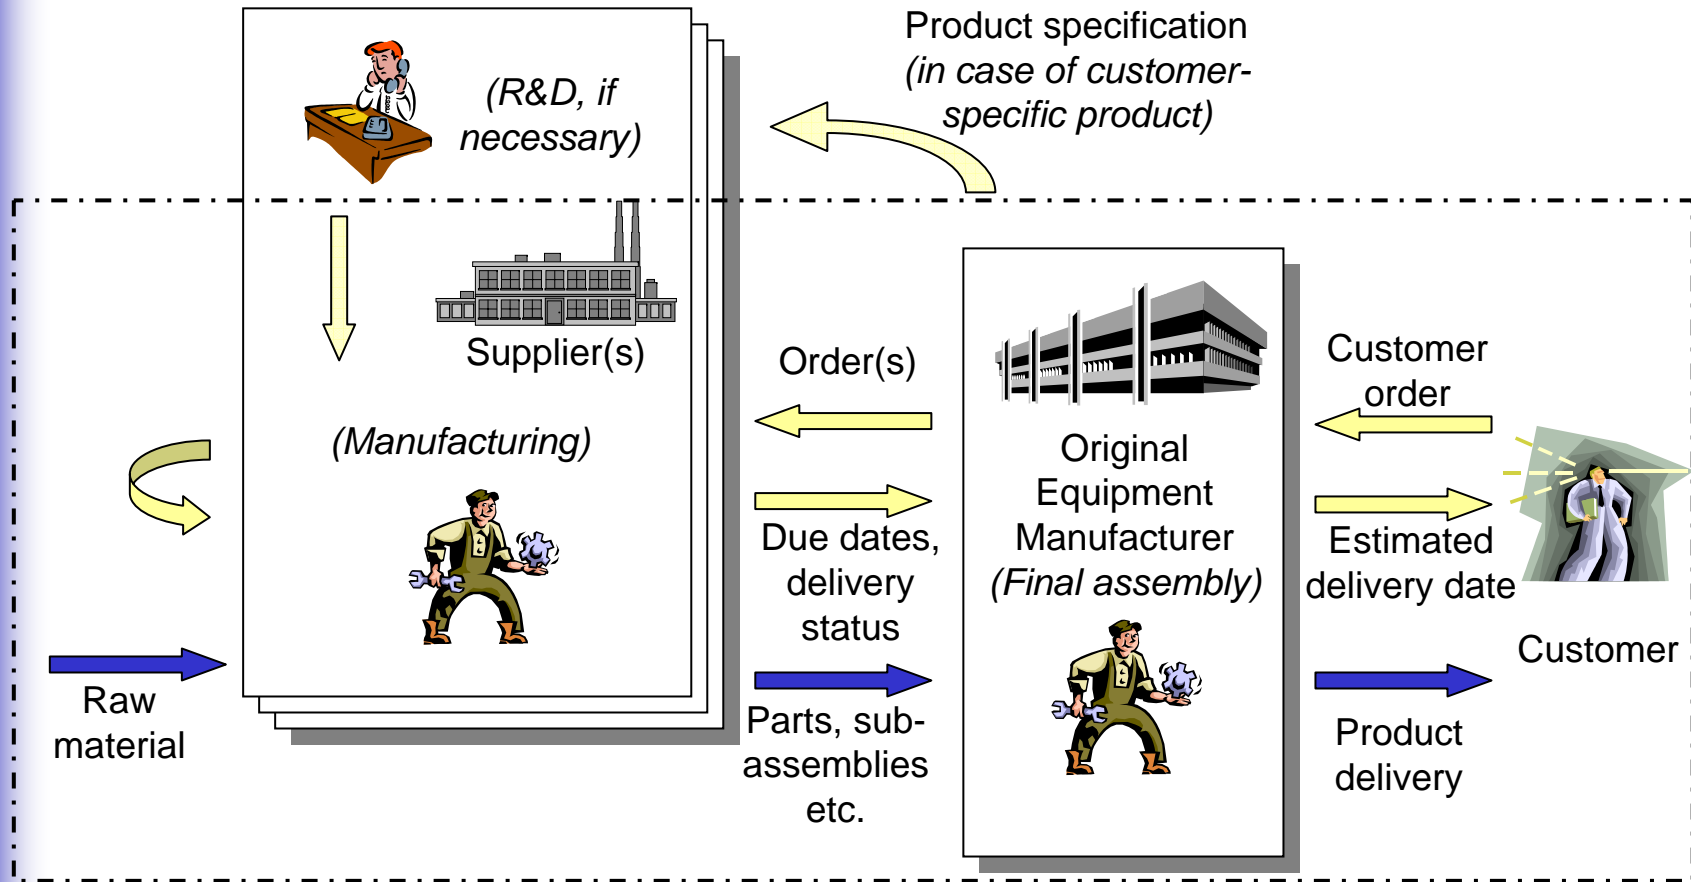 Product specification
(in case of customer-
specific product)
(R&D, if
necessary)
Supplier(s)
(Manufacturing)
Raw
material
Order(s)
Due dates,
delivery
status
Parts, sub-
assemblies
etc.
Original
Equipment
Manufacturer
(Final assembly)
Customer
order
Estimated
delivery date
Customer
Product
delivery